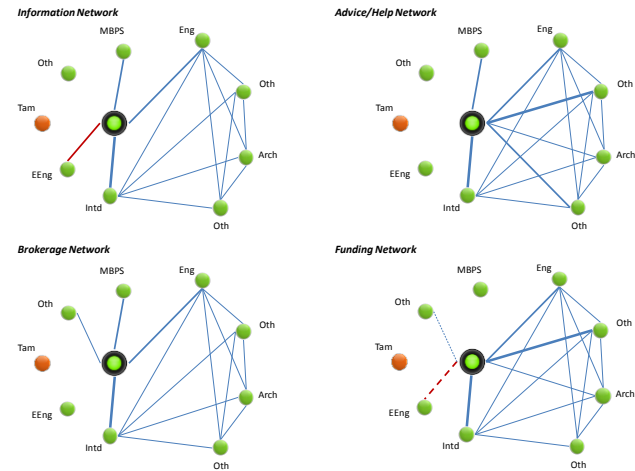 Information Network
MBPS
Eng
Oth
Oth
Tam
Arch
EEng
Intd
Oth
Advice/Help Network
MBPS
Eng
Oth
Oth
Tam
Arch
EEng
Intd
Oth
Brokerage Network
MBPS
Eng
Oth
Oth
Tam
Arch
EEng
Intd
Oth
Funding Network
MBPS
Eng
Oth
Oth
Tam
Arch
EEng
Intd
Oth